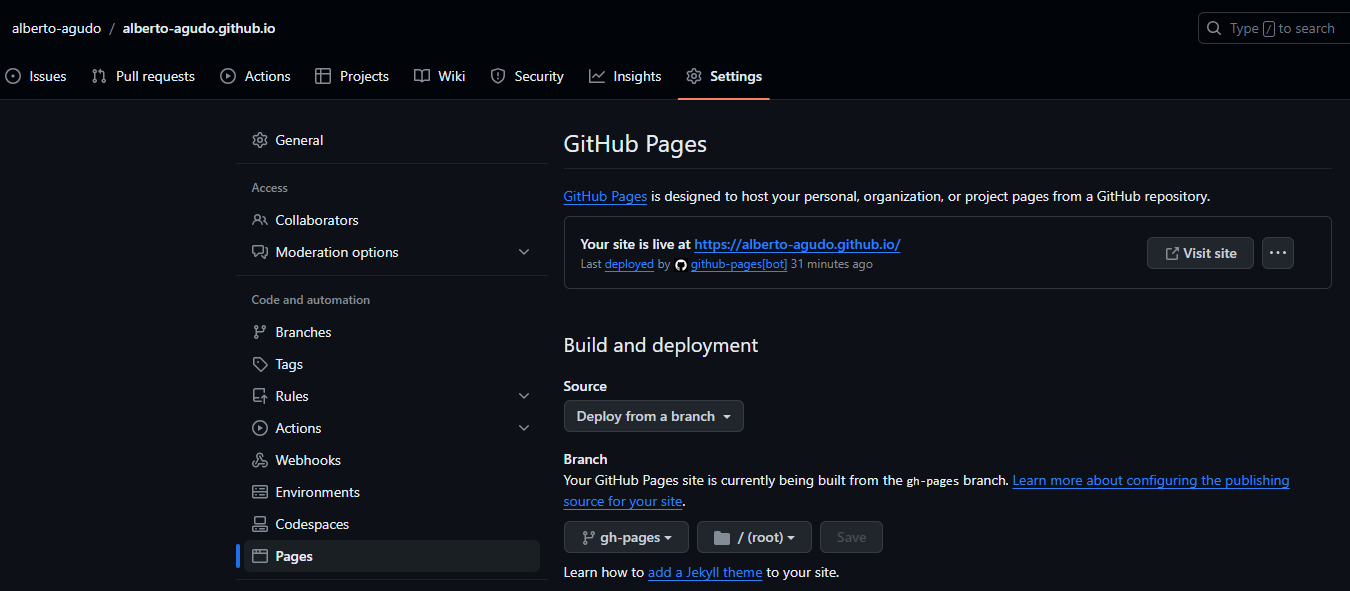 alberto-agudo / alberto-agudo.github.io
Type / to search
Issues Pull requests Actions Projects Wiki Security Insights Settings
General
Access
Collaborators
Moderation options
Code and automation
Branches
Tags
Rules
Actions
Webhooks
Environments
Codespaces
Pages
GitHub Pages
GitHub Pages is designed to host your personal, organization, or project pages from a GitHub repository.
Your site is live at https://alberto-agudo.github.io/
Last deployed by github-pages[bot] 31 minutes ago
Visit site
Build and deployment
Source
Deploy from a branch
Branch
Your GitHub Pages site is currently being built from the gh-pages branch. Learn more about configuring the publishing
source for your site.
gh-pages / (root) Save
Learn how to add a Jekyll theme to your site.